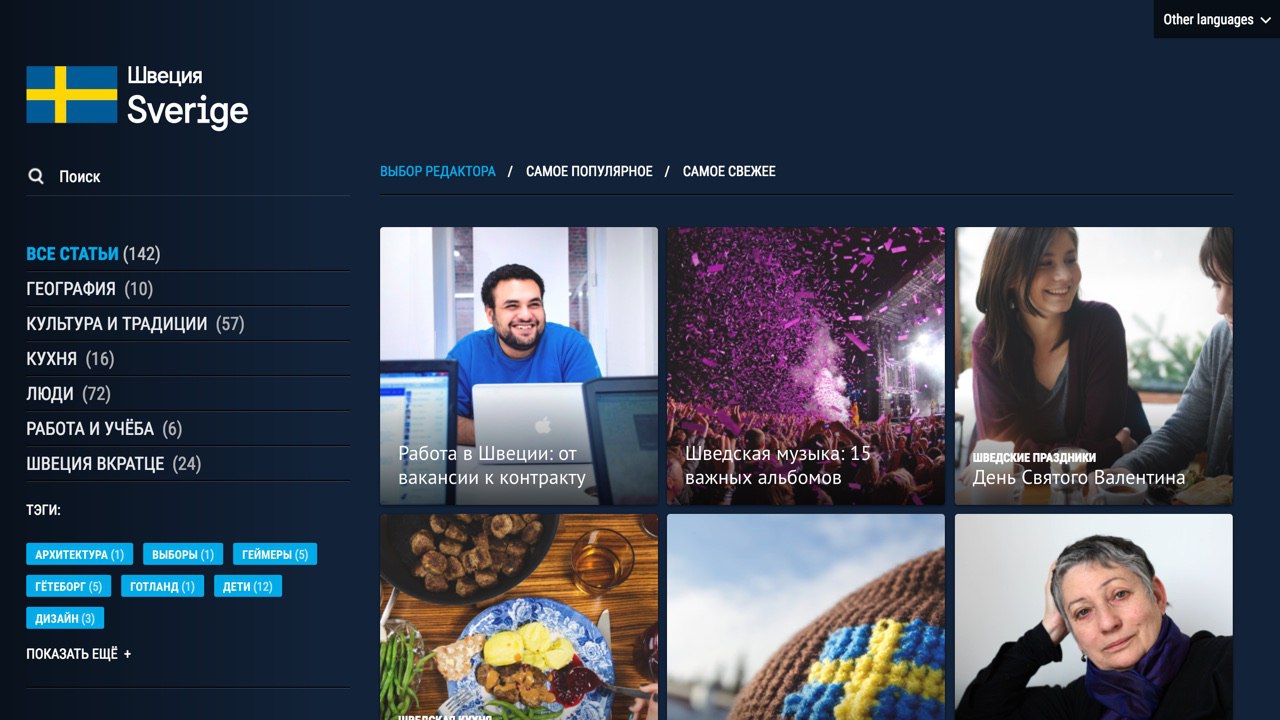 Other languages
Швеция
Sverige
Поиск
ВЫБОР РЕДАКТОРА / САМОЕ ПОПУЛЯРНОЕ / САМОЕ СВЕЖЕЕ
ВСЕ СТАТЬИ (142)
ГЕОГРАФИЯ (10)
КУЛЬТУРА И ТРАДИЦИИ (57)
КУХНЯ (16)
ЛЮДИ (72)
РАБОТА И УЧЁБА (6)
ШВЕЦИЯ ВКРАТЦЕ (24)
ТЭГИ:
АРХИТЕКТУРА (1) ВЫБОРЫ (1) ГЕЙМЕРЫ (5)
ГЁТЕБОРГ (5) ГОТЛАНД (1) ДЕТИ (12)
ДИЗАЙН (3)
ПОКАЗАТЬ ЕЩЁ +
Работа в Швеции: от
вакансии к контракту
Шведская музыка: 15
важных альбомов
ШВЕДСКИЕ ПРАЗДНИКИ
День Святого Валентина
ШВЕДСКАЯ КУХНЯ